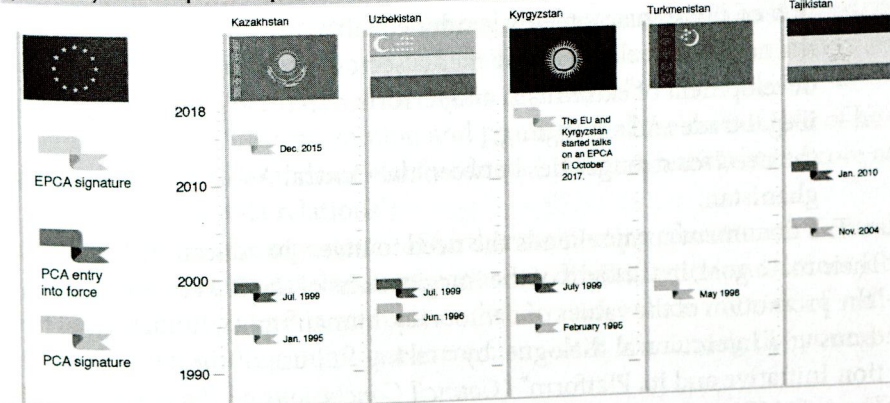 Kazakhstan
Uzbekistan
Kyrgyzstan
Turkmenistan
Tajikistan
EPCA signature
PCA entry
into force
PCA signature
2018
2010
2000
1990
Dec. 2015
Jul. 1999
Jan. 1995
Jul. 1999
Jun. 1996
The EU and
Kyrgyzstan
started talks
on an EPCA
in October
2017.
July 1999
February 1995
May 1998
Jan. 2010
Nov. 2004